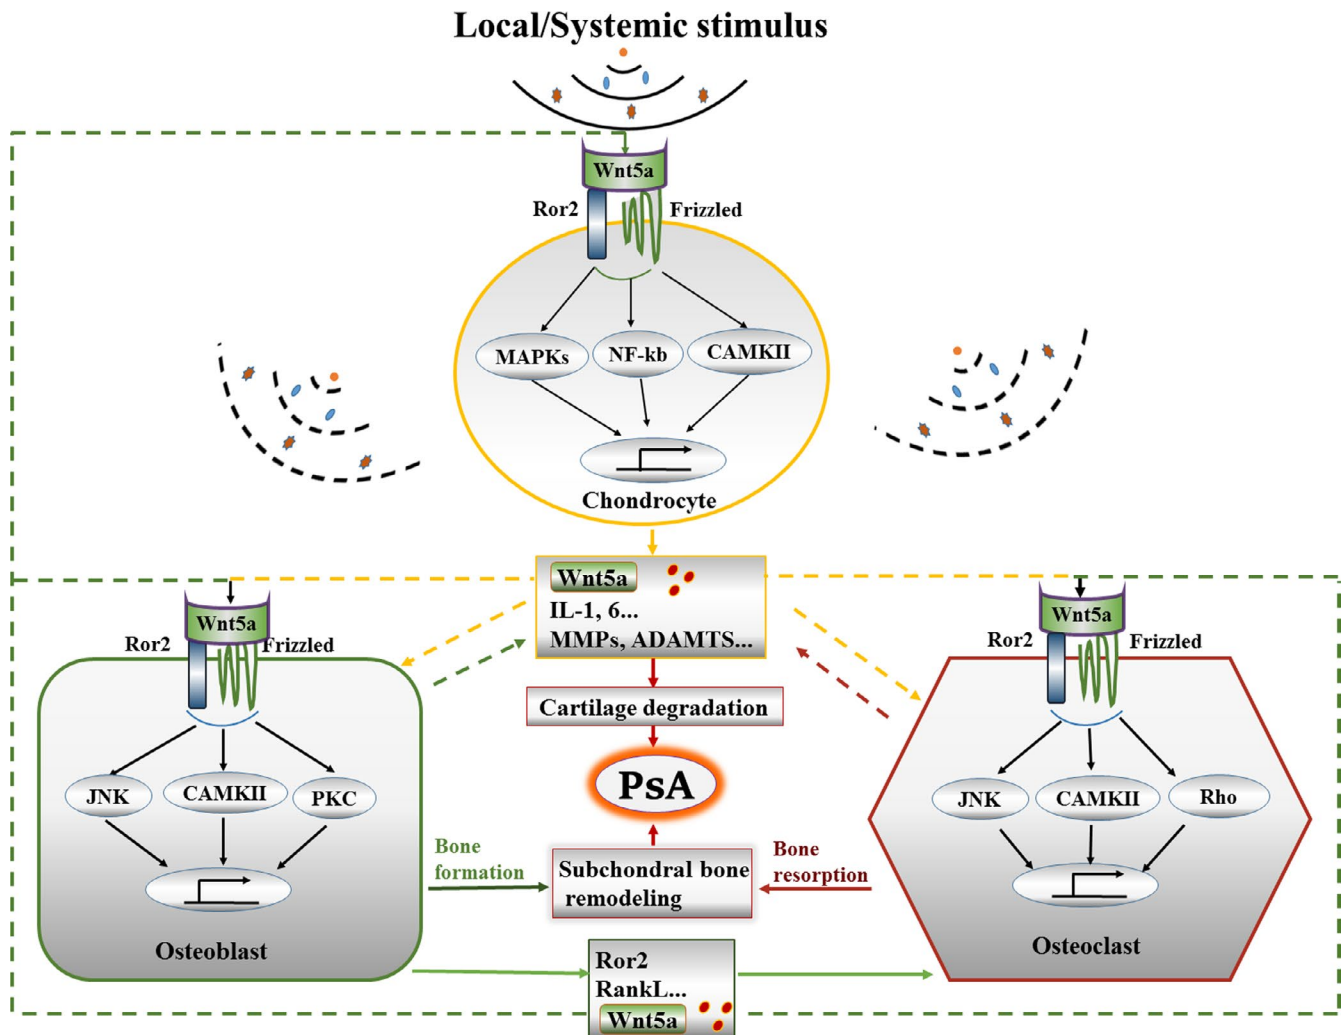 Local/Systemic stimulus
Wnt5a
Ror2
Frizzled
MAPKs
NF-kb
CAMKII
Chondrocyte
Wnt5a
IL-1, 6...
MMPs, ADAMTS...
Wnt5a
Ror2
Frizzled
JNK
CAMKII
PKC
Osteoblast
Cartilage degradation
PsA
Bone
formation
Subchondral bone
remodeling
Bone
resorption
Wnt5a
Ror2
Frizzled
JNK
CAMKII
Rho
Osteoclast
Ror2
RankL...
Wnt5a